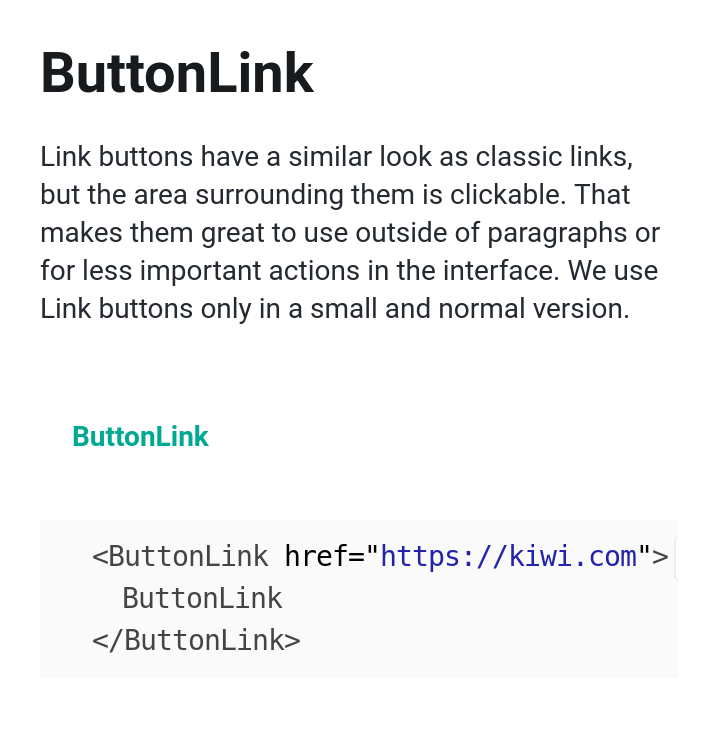 ButtonLink
Link buttons have a similar look as classic links,
but the area surrounding them is clickable. That
makes them great to use outside of paragraphs or
for less important actions in the interface. We use
Link buttons only in a small and normal version.
ButtonLink
<ButtonLink href="https://kiwi.com">
  ButtonLink
</ButtonLink>